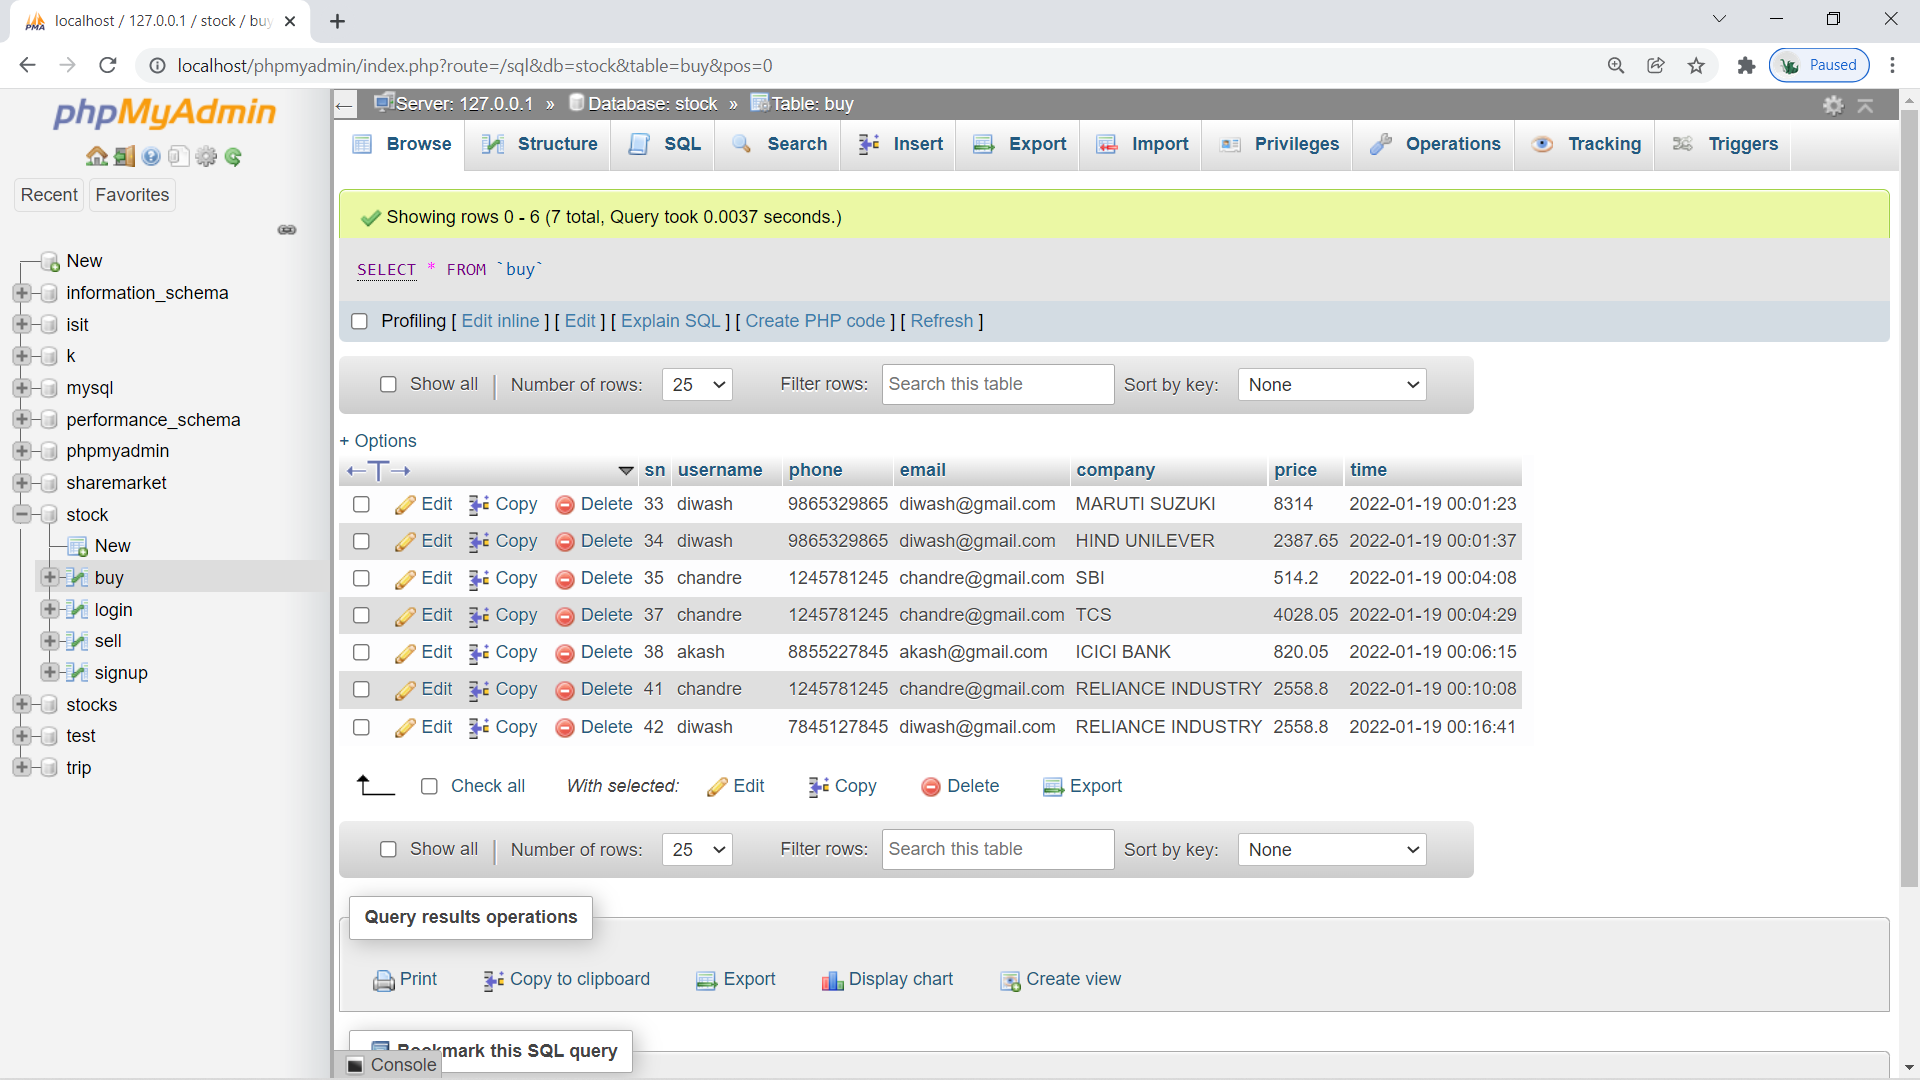 localhost / 127.0.0.1 / stock / buy
localhost/phpmyadmin/index.php?route=/sql&db=stock&table=buy&pos=0
Paused
phpMyAdmin
Recent Favorites
New
information_schema
isit
k
mysql
performance_schema
phpmyadmin
sharemarket
stock
New
buy
login
sell
signup
stocks
test
trip
Server: 127.0.0.1 » Database: stock » Table: buy
Browse Structure SQL Search Insert Export Import Privileges Operations Tracking Triggers
Showing rows 0 - 6 (7 total, Query took 0.0037 seconds.)
SELECT * FROM `buy`
Profiling [ Edit inline ] [ Edit ] [ Explain SQL ] [ Create PHP code ] [ Refresh ]
Show all | Number of rows: 25 Filter rows: Search this table Sort by key: None
+ Options
sn username phone email company price time
Edit Copy Delete 33 diwash 9865329865 diwash@gmail.com MARUTI SUZUKI 8314 2022-01-19 00:01:23
Edit Copy Delete 34 diwash 9865329865 diwash@gmail.com HIND UNILEVER 2387.65 2022-01-19 00:01:37
Edit Copy Delete 35 chandre 1245781245 chandre@gmail.com SBI 514.2 2022-01-19 00:04:08
Edit Copy Delete 37 chandre 1245781245 chandre@gmail.com TCS 4028.05 2022-01-19 00:04:29
Edit Copy Delete 38 akash 8855227845 akash@gmail.com ICICI BANK 820.05 2022-01-19 00:06:15
Edit Copy Delete 41 chandre 1245781245 chandre@gmail.com RELIANCE INDUSTRY 2558.8 2022-01-19 00:10:08
Edit Copy Delete 42 diwash 7845127845 diwash@gmail.com RELIANCE INDUSTRY 2558.8 2022-01-19 00:16:41
Check all With selected: Edit Copy Delete Export
Show all | Number of rows: 25 Filter rows: Search this table Sort by key: None
Query results operations
Print Copy to clipboard Export Display chart Create view
Bookmark this SQL query
Console